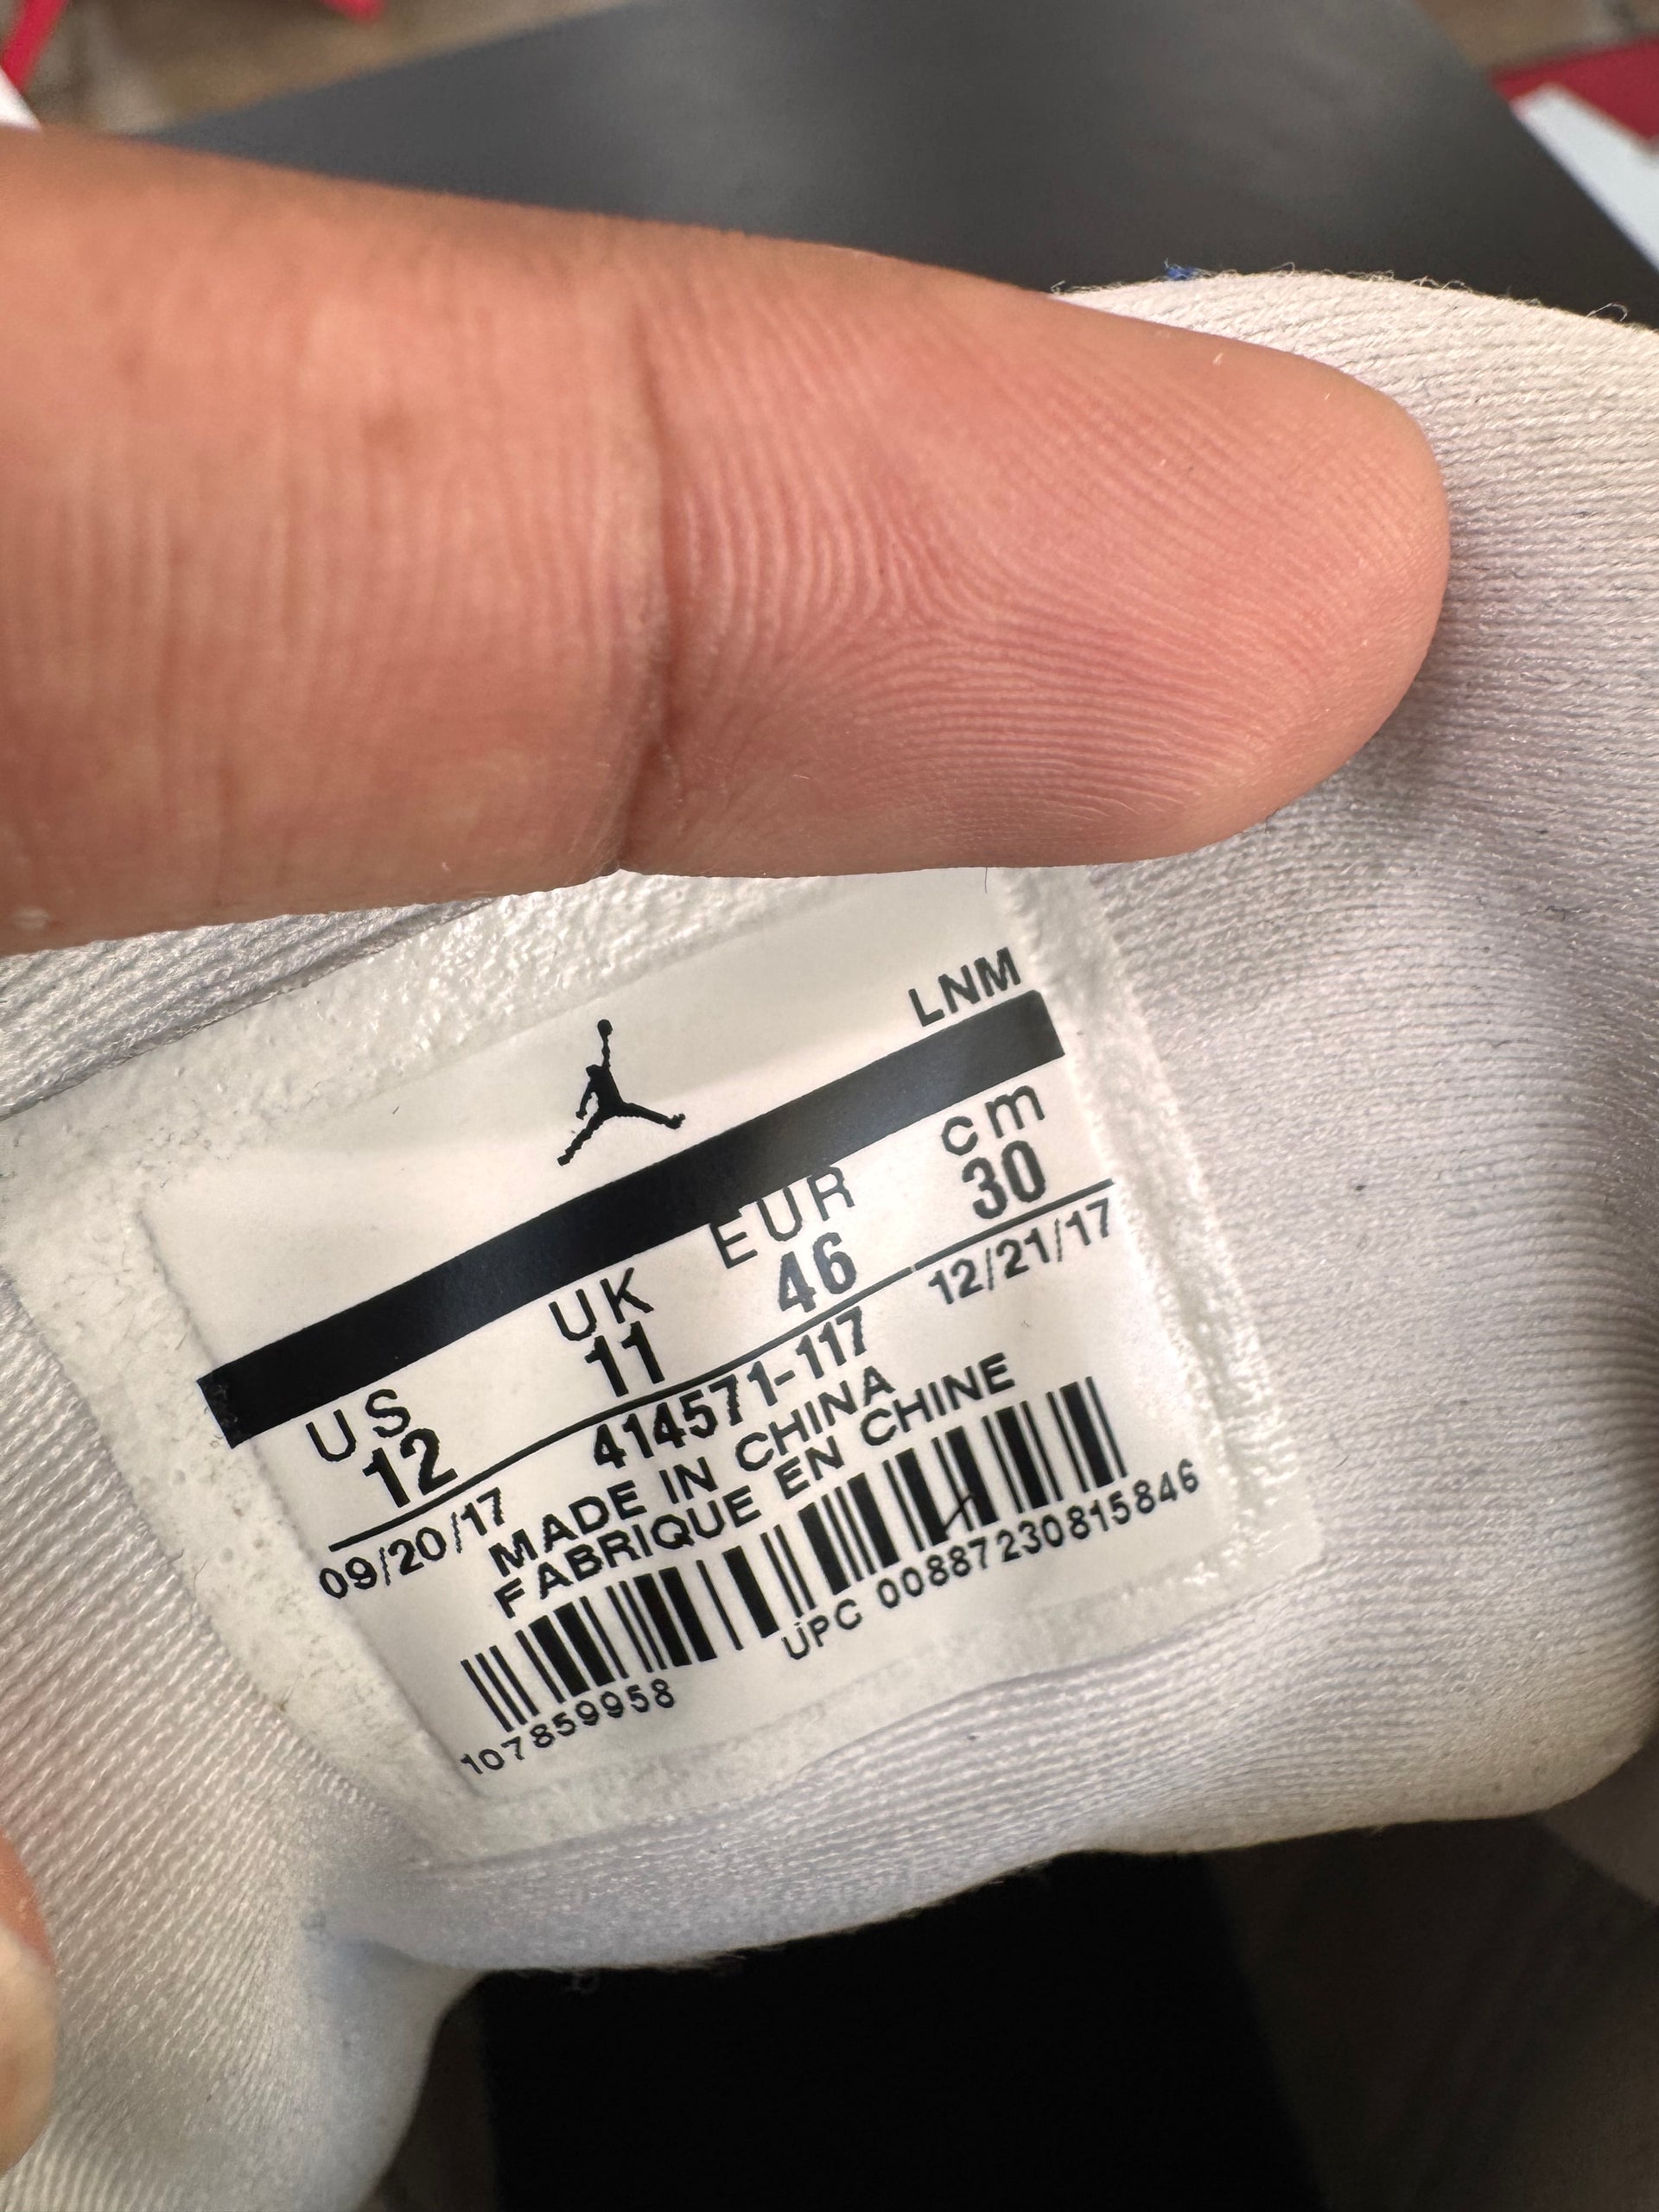 LNM
US UK EUR cm
12 11 46 30
09/20/17 414571-117 12/21/17
MADE IN CHINA
FABRIQUE EN CHINE
107859958 UPC 00887230815846